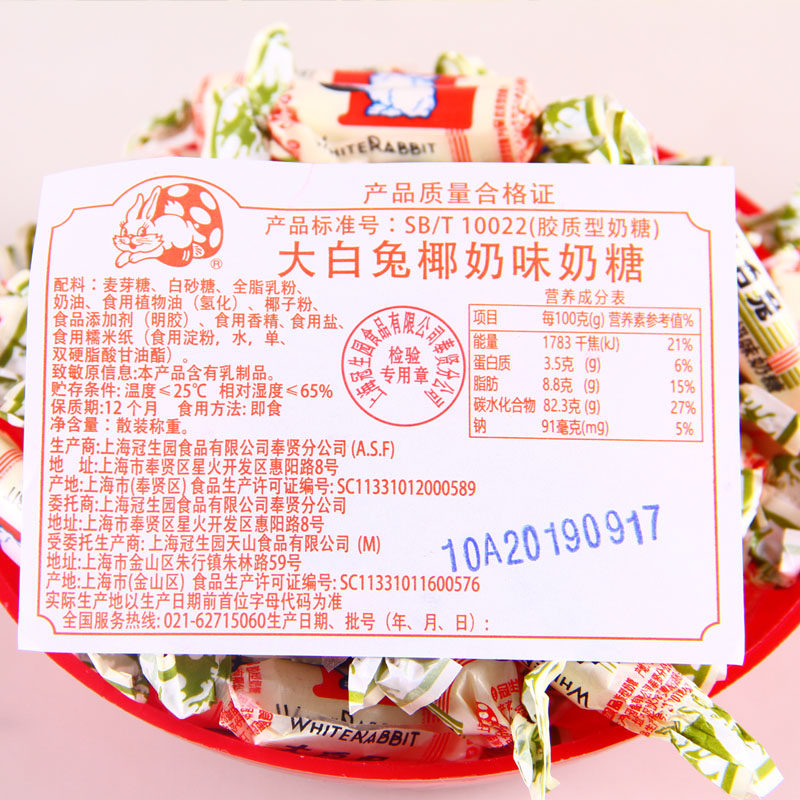 WHITE RABBIT
产品质量合格证
产品标准号：SB/T 10022(胶质型奶糖)
大白兔椰奶味奶糖
®
配料：麦芽糖、白砂糖、全脂乳粉、
奶油、食用植物油（氢化）、椰子粉、
食品添加剂（明胶）、食用香精、食用盐、
食用糯米纸（食用淀粉，水，单、
双硬脂酸甘油酯）。
致敏原信息:本产品含有乳制品。
贮存条件: 温度≤25℃ 相对湿度≤65%
保质期:12个月 食用方法: 即食
净含量：散装称重。
上海冠生园食品有限公司奉贤分公司
检验
专用章
营养成分表
项目 每100克(g) 营养素参考值%
能量 1783 千焦(kJ) 21%
蛋白质 3.5克 (g) 6%
脂肪 8.8克 (g) 15%
碳水化合物 82.3克(g) 27%
钠 91毫克(mg) 5%
生产商:上海冠生园食品有限公司奉贤分公司 (A.S.F)
地 址:上海市奉贤区星火开发区惠阳路8号
产地:上海市(奉贤区) 食品生产许可证编号: SC11331012000589
委托商:上海冠生园食品有限公司奉贤分公司
地址:上海市奉贤区星火开发区惠阳路8号
受委托生产商: 上海冠生园天山食品有限公司 (M)
地址:上海市金山区朱行镇朱林路59号
产地:上海市(金山区) 食品生产许可证编号: SC11331011600576
实际生产地以生产日期前首位字母代码为准
全国服务热线: 021-62715060生产日期、批号（年、月、日）:
10A20190917
WHITE RABBIT
WHITE RABBIT